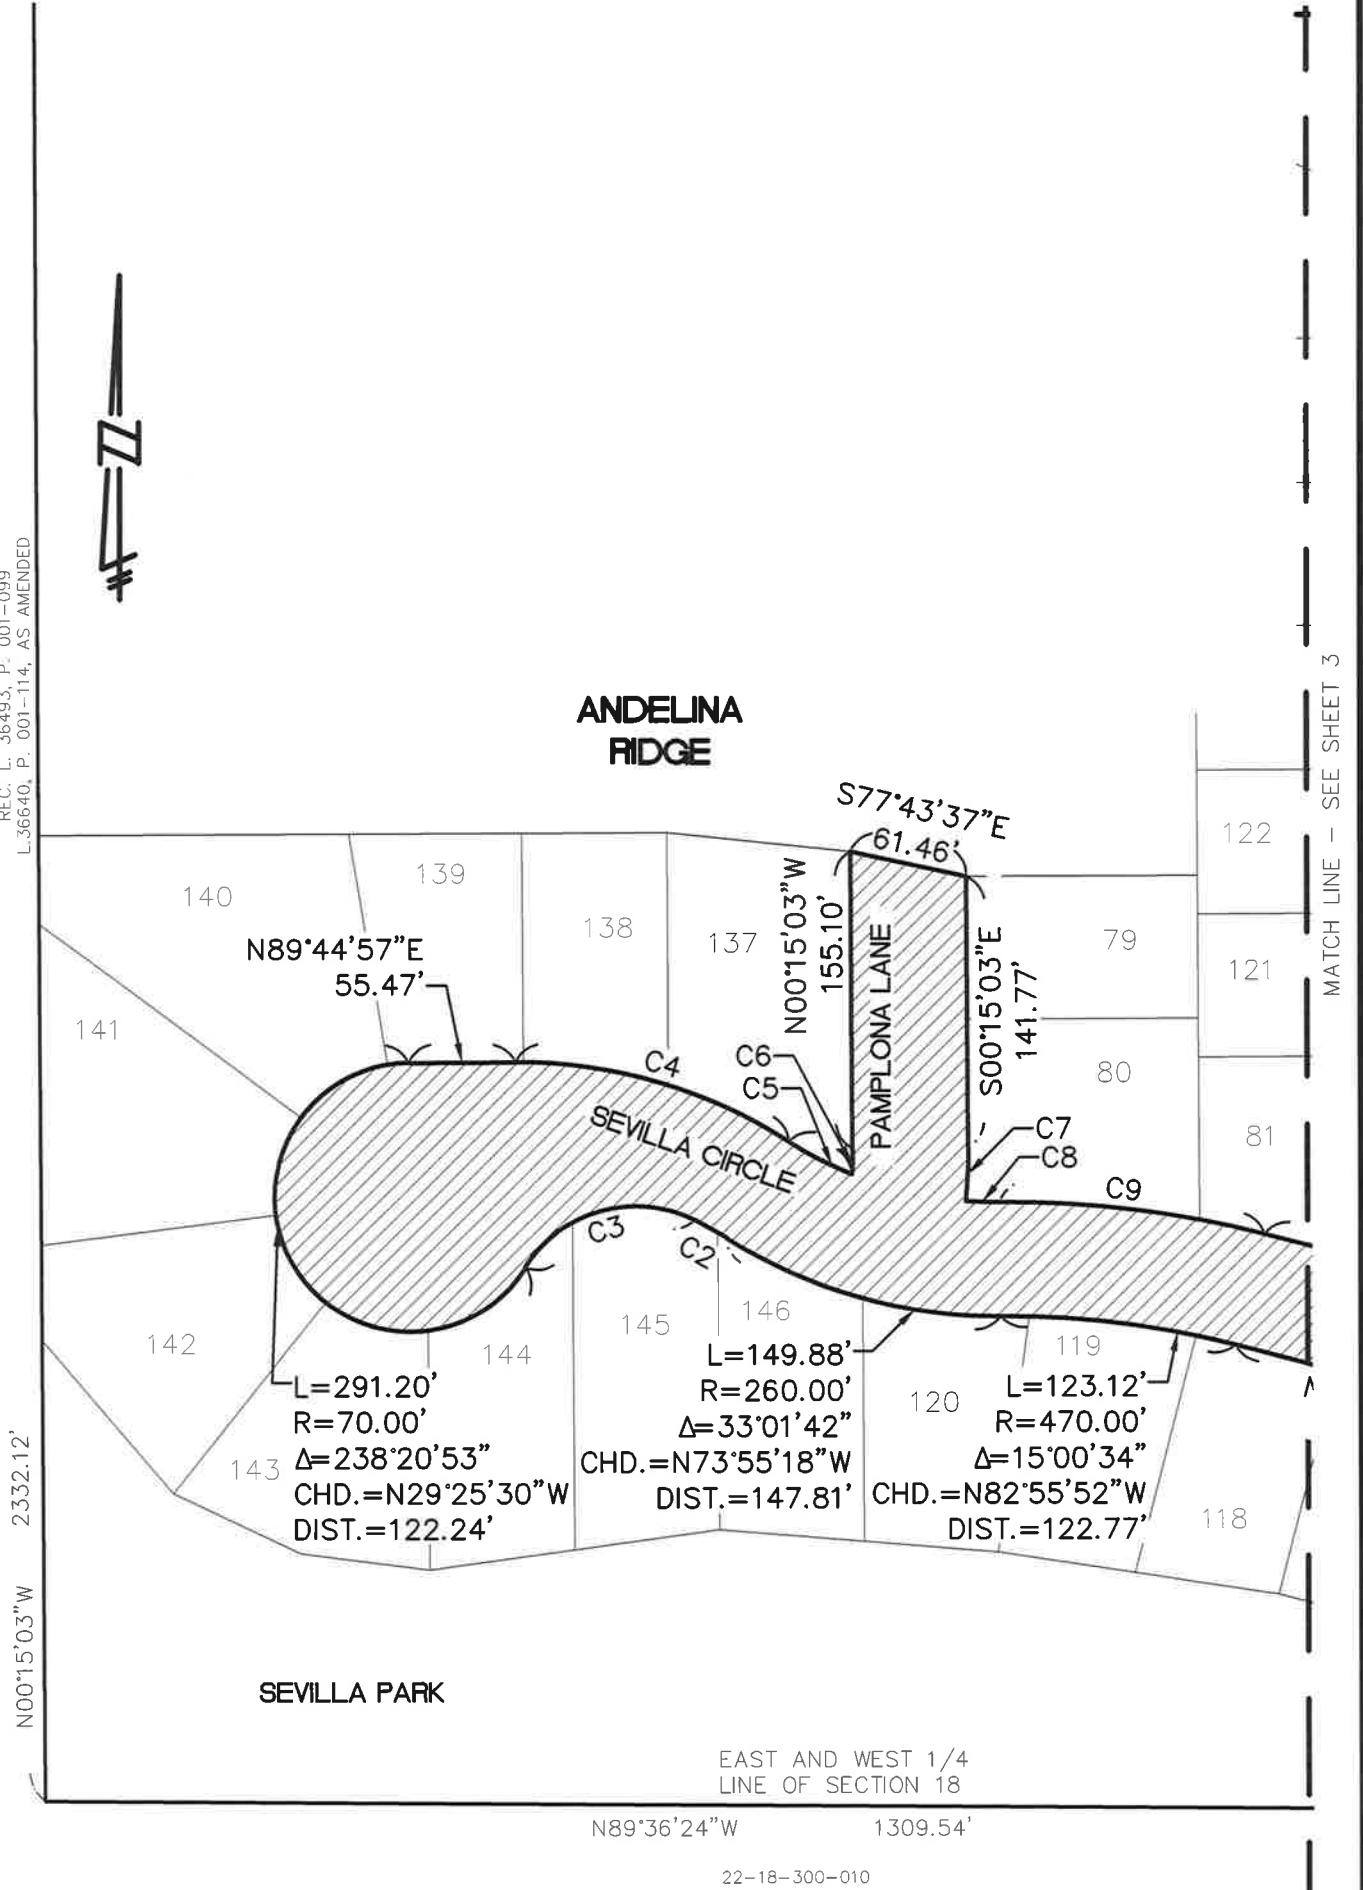 REC. L. 36493, P. 001-099
L.36640, P. 001-114, AS AMENDED
N
ANDELINA
RIDGE
MATCH LINE - SEE SHEET 3
S77°43'37"E
61.46'
122
139
140
N00°15'03"W
155.10'
138
137
PAMPLONA LANE
79
N89°44'57"E
55.47'
121
S00°15'03"E
141.77'
141
C4
C6
C5
80
SEVILLA CIRCLE
C7
C8
81
C9
C3
C2
146
145
142
144
119
120
L=291.20'
R=70.00'
Δ=238°20'53"
CHD.=N29°25'30"W
DIST.=122.24'
L=149.88'
R=260.00'
Δ=33°01'42"
CHD.=N73°55'18"W
DIST.=147.81'
L=123.12'
R=470.00'
Δ=15°00'34"
CHD.=N82°55'52"W
DIST.=122.77'
143
118
N00°15'03"W 2332.12'
SEVILLA PARK
EAST AND WEST 1/4
LINE OF SECTION 18
N89°36'24"W 1309.54'
22-18-300-010